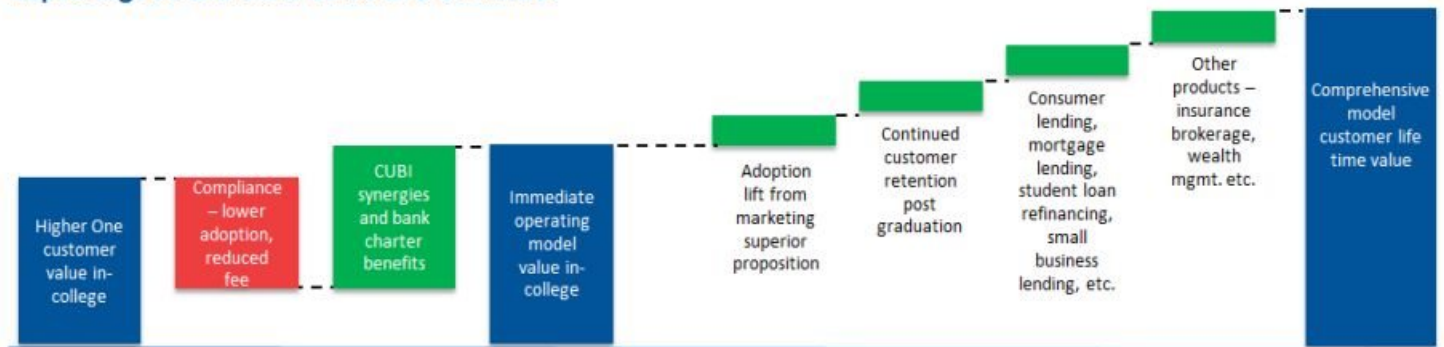 Higher One
customer
value in-
college
Compliance
– lower
adoption,
reduced
fee
CUBI
synergies
and bank
charter
benefits
Immediate
operating
model
value in-
college
Adoption
lift from
marketing
superior
proposition
Continued
customer
retention
post
graduation
Consumer
lending,
mortgage
lending,
student loan
refinancing,
small
business
lending, etc.
Other
products –
insurance
brokerage,
wealth
mgmt. etc.
Comprehensive
model
customer life
time value